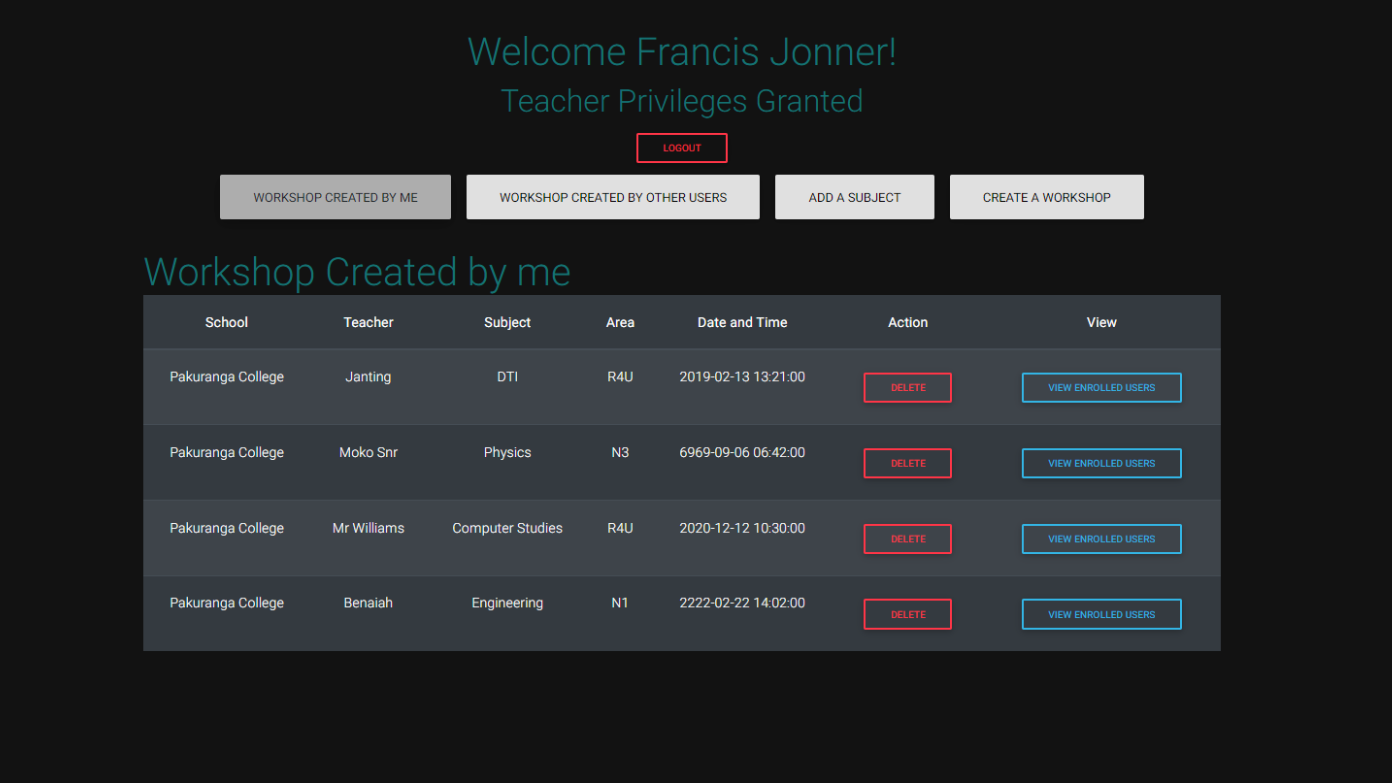 Welcome Francis Jonner!
Teacher Privileges Granted
LOGOUT
WORKSHOP CREATED BY ME WORKSHOP CREATED BY OTHER USERS ADD A SUBJECT CREATE A WORKSHOP
Workshop Created by me
School Teacher Subject Area Date and Time Action View
Pakuranga College Janting DTI R4U 2019-02-13 13:21:00 DELETE VIEW ENROLLED USERS
Pakuranga College Moko Snr Physics N3 6969-09-06 06:42:00 DELETE VIEW ENROLLED USERS
Pakuranga College Mr Williams Computer Studies R4U 2020-12-12 10:30:00 DELETE VIEW ENROLLED USERS
Pakuranga College Benaiah Engineering N1 2222-02-22 14:02:00 DELETE VIEW ENROLLED USERS